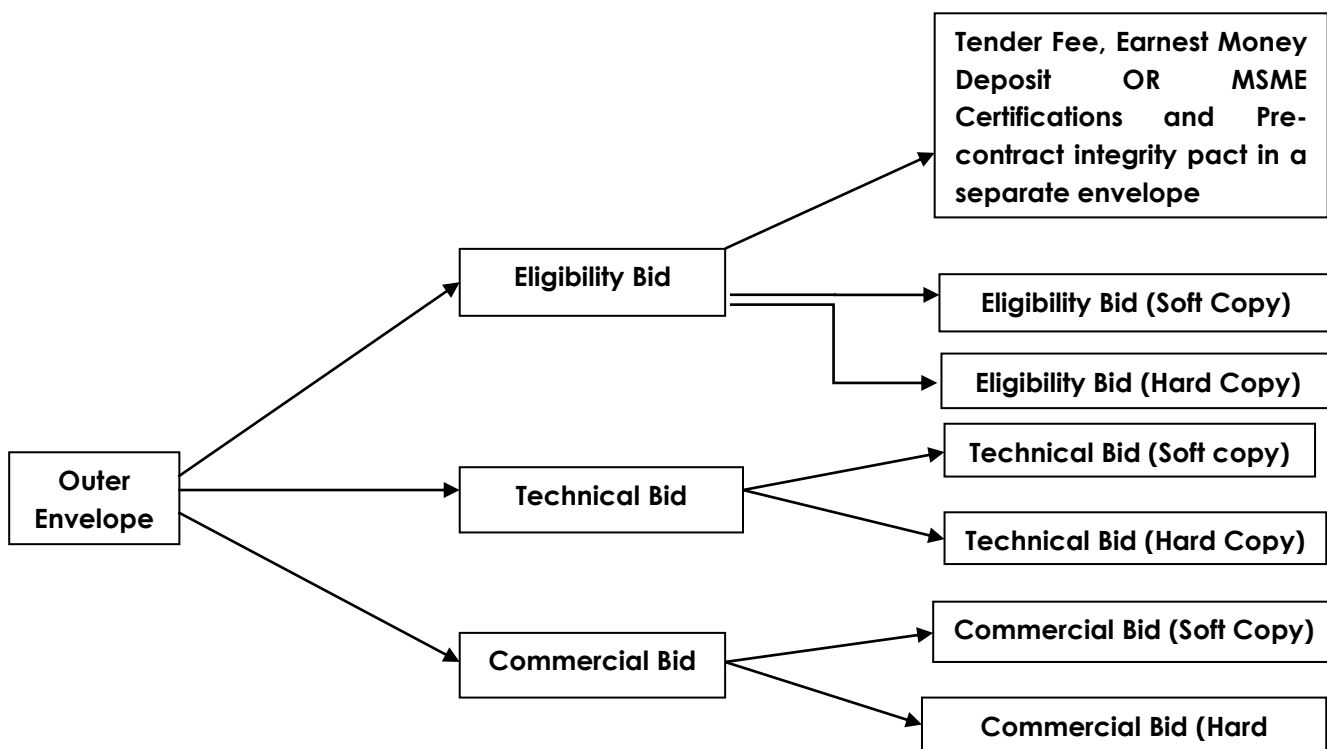 Tender Fee, Earnest Money
Deposit OR MSME
Certifications and Pre-
contract integrity pact in a
separate envelope
Eligibility Bid
Eligibility Bid (Soft Copy)
Eligibility Bid (Hard Copy)
Outer
Envelope
Technical Bid
Technical Bid (Soft copy)
Technical Bid (Hard Copy)
Commercial Bid
Commercial Bid (Soft Copy)
Commercial Bid (Hard